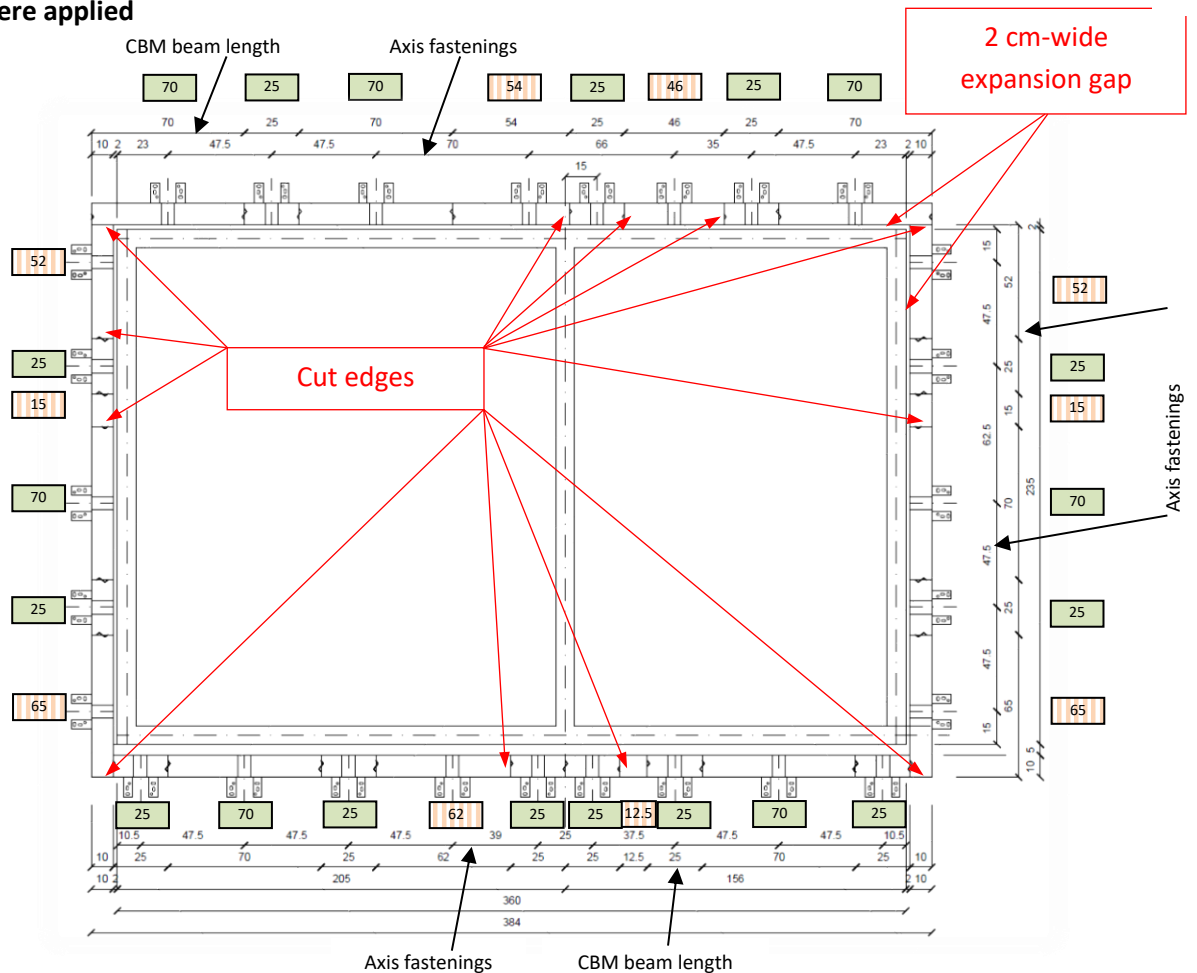 ere applied
CBM beam length
Axis fastenings
2 cm-wide
expansion gap
70 25 70 54 25 46 25 70
70 25 70 54 25 46 25 70
10 2 23 47.5 47.5 70 66 35 47.5 23 2 10
15
52
25
15
70
25
65
Cut edges
15 47.5 62.5 47.5 47.5 15
52 25 15 70 25 65
2 235 5 10
52
25
15
70
25
65
Axis fastenings
25 70 25 62 25 25 12.5 25 70 25
10.5 47.5 47.5 47.5 39 25 37.5 47.5 47.5 10.5
10 25 70 25 62 25 25 12.5 25 70 25 10
10 2 205 156 2 10
360
384
Axis fastenings
CBM beam length